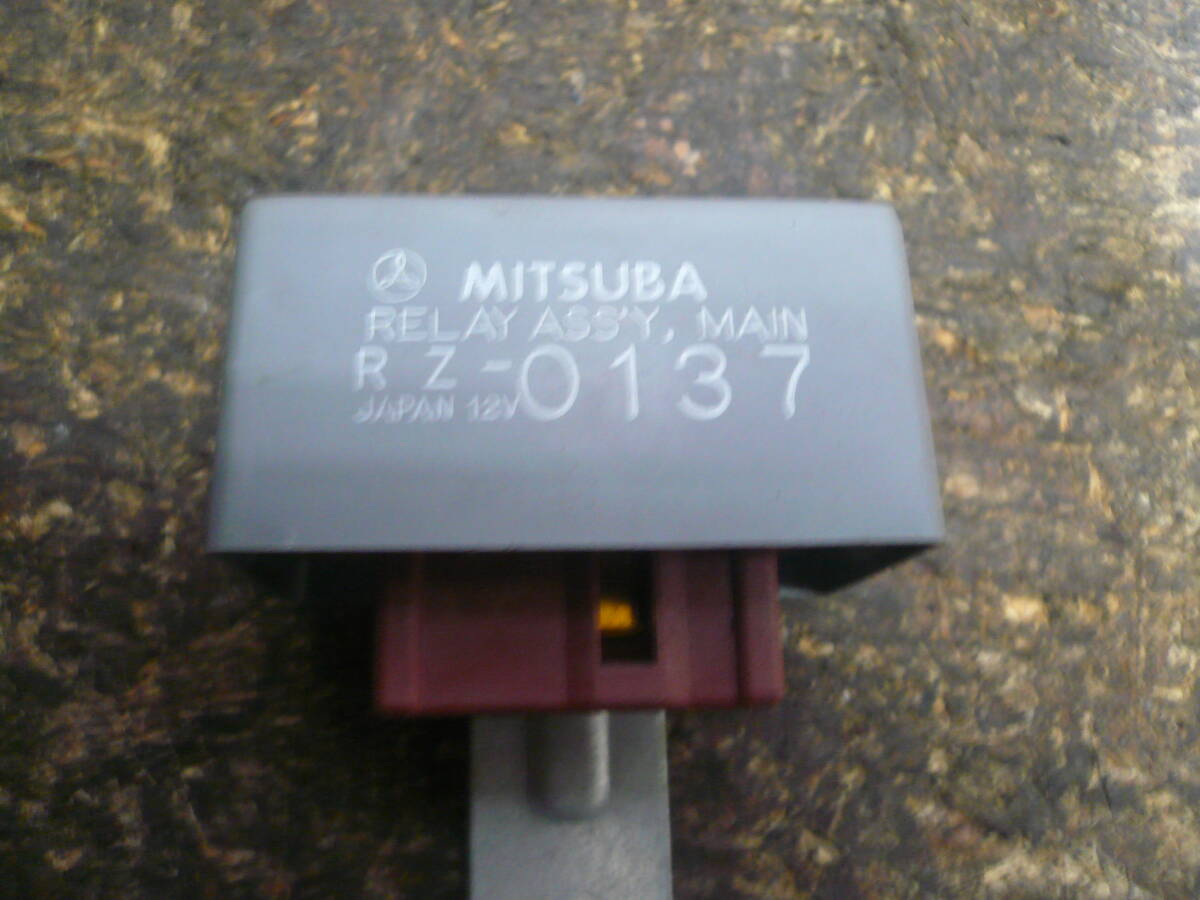 MITSUBA
RELAY ASS'Y, MAIN
RZ-0137
JAPAN 12V